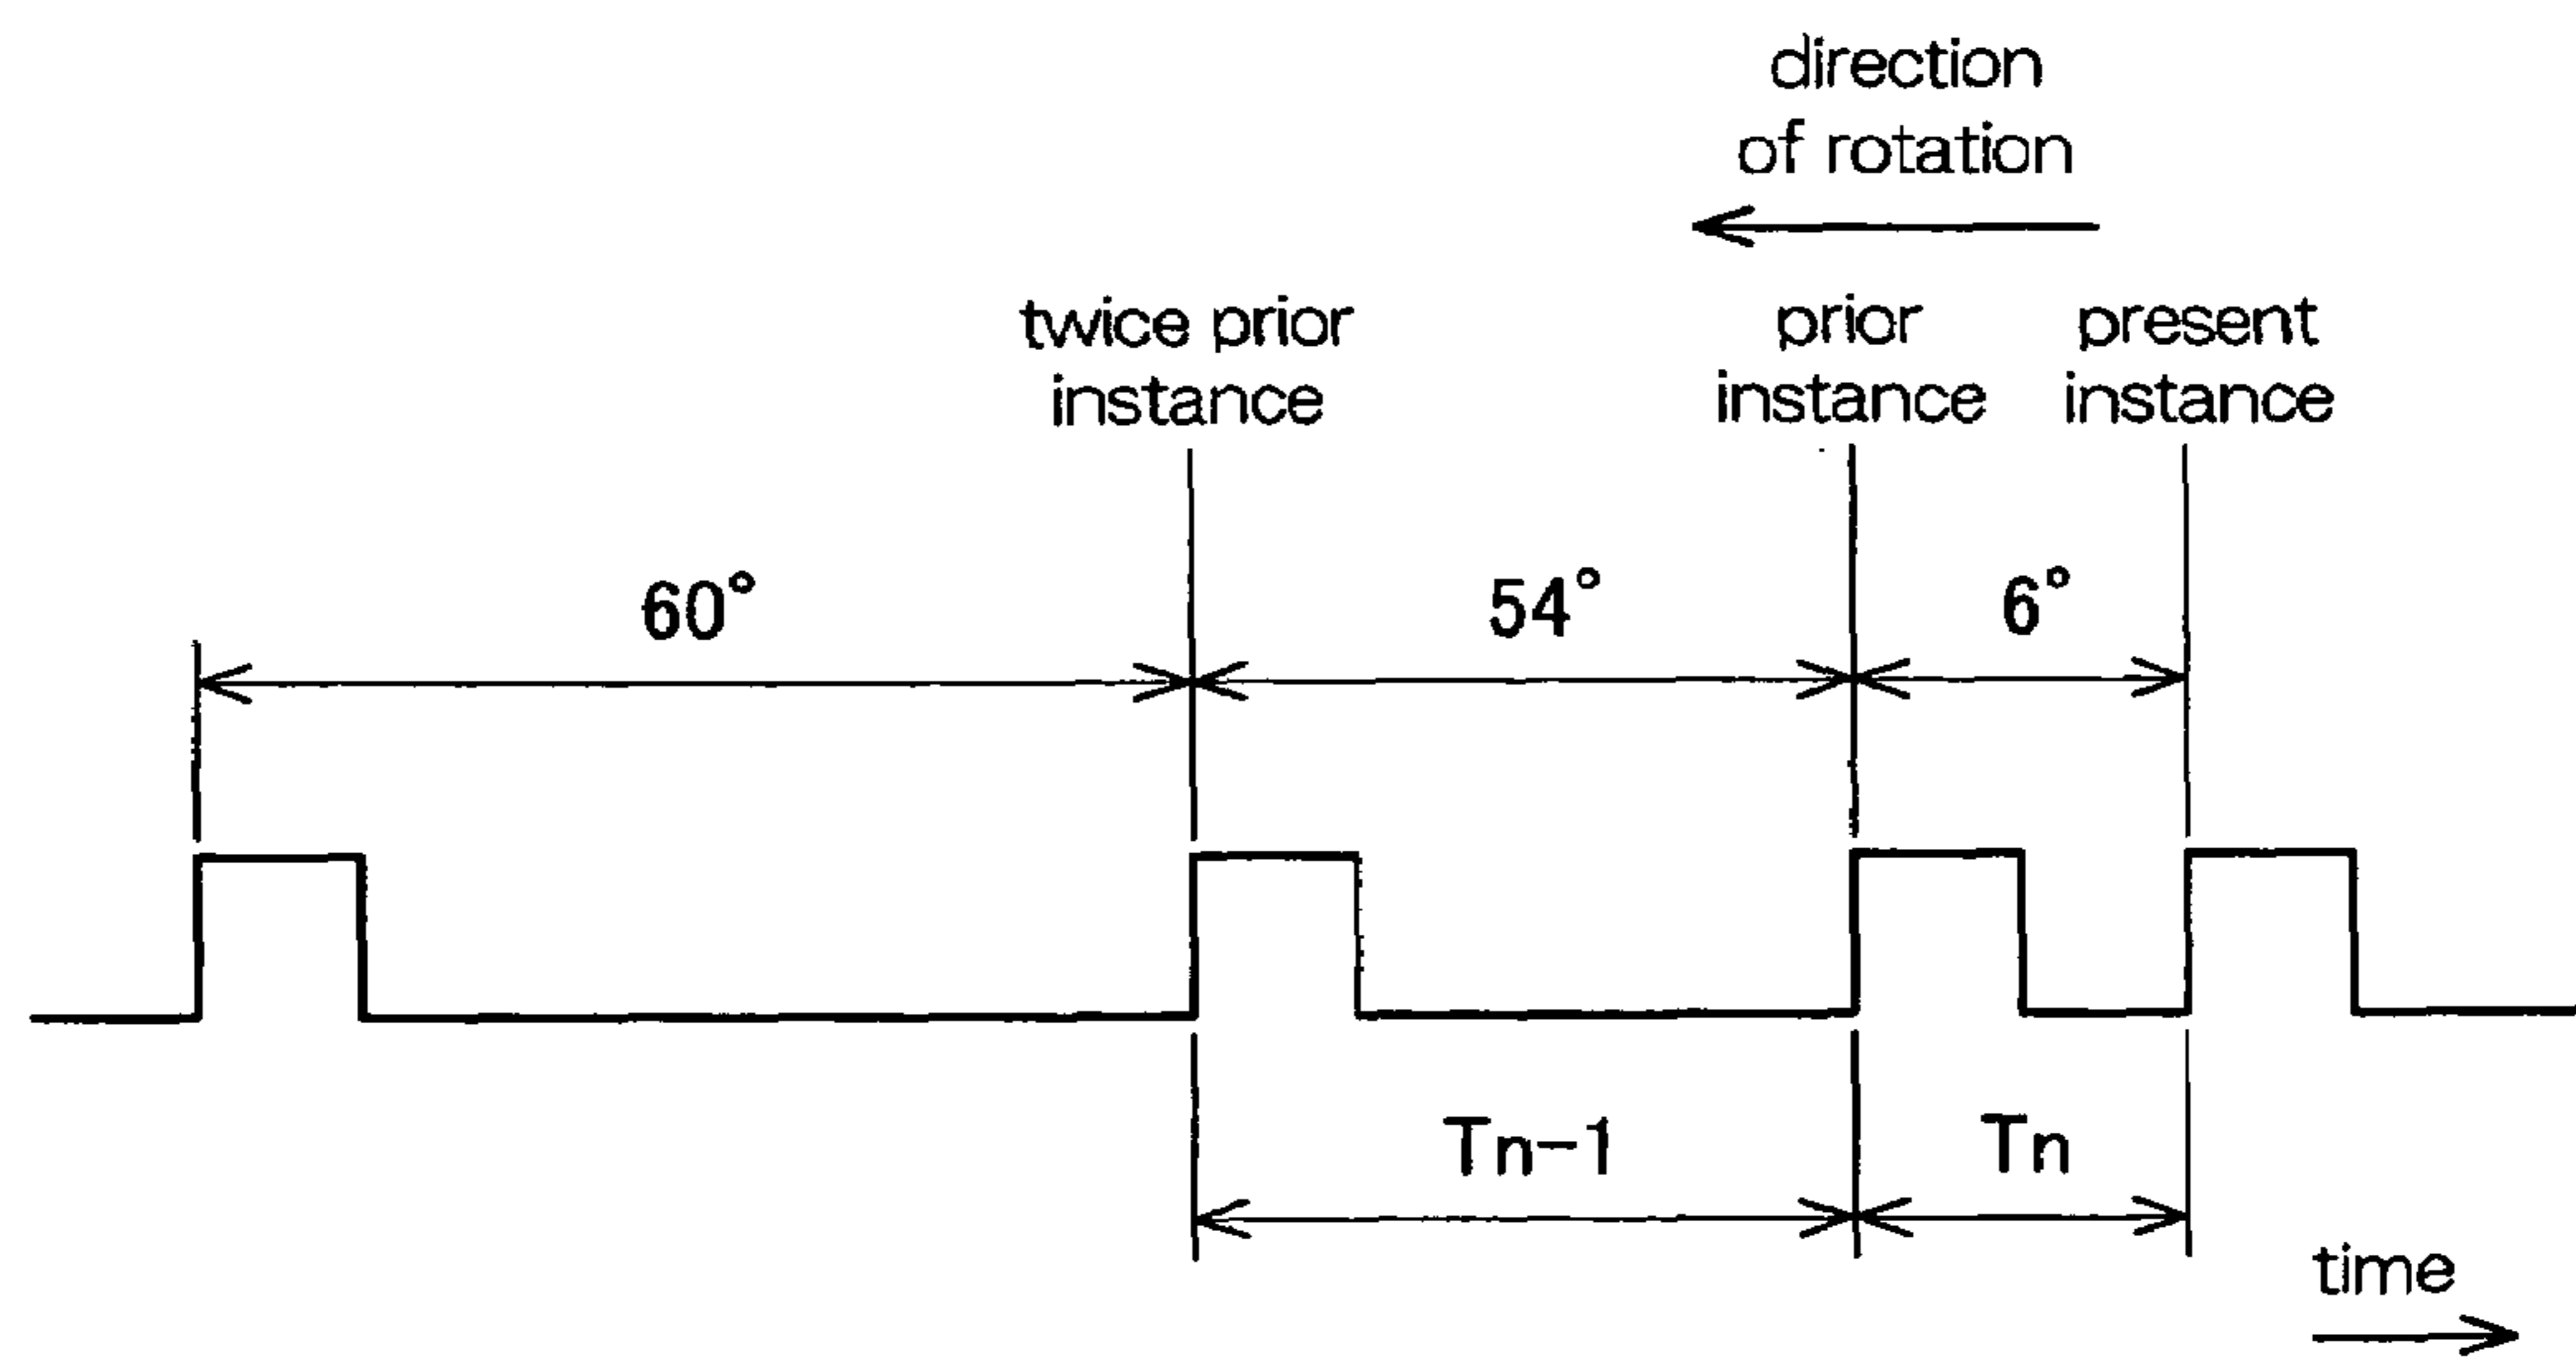 direction
of rotation
twice prior
instance
prior
instance
present
instance
60°
54°
6°
Tn-1
Tn
time